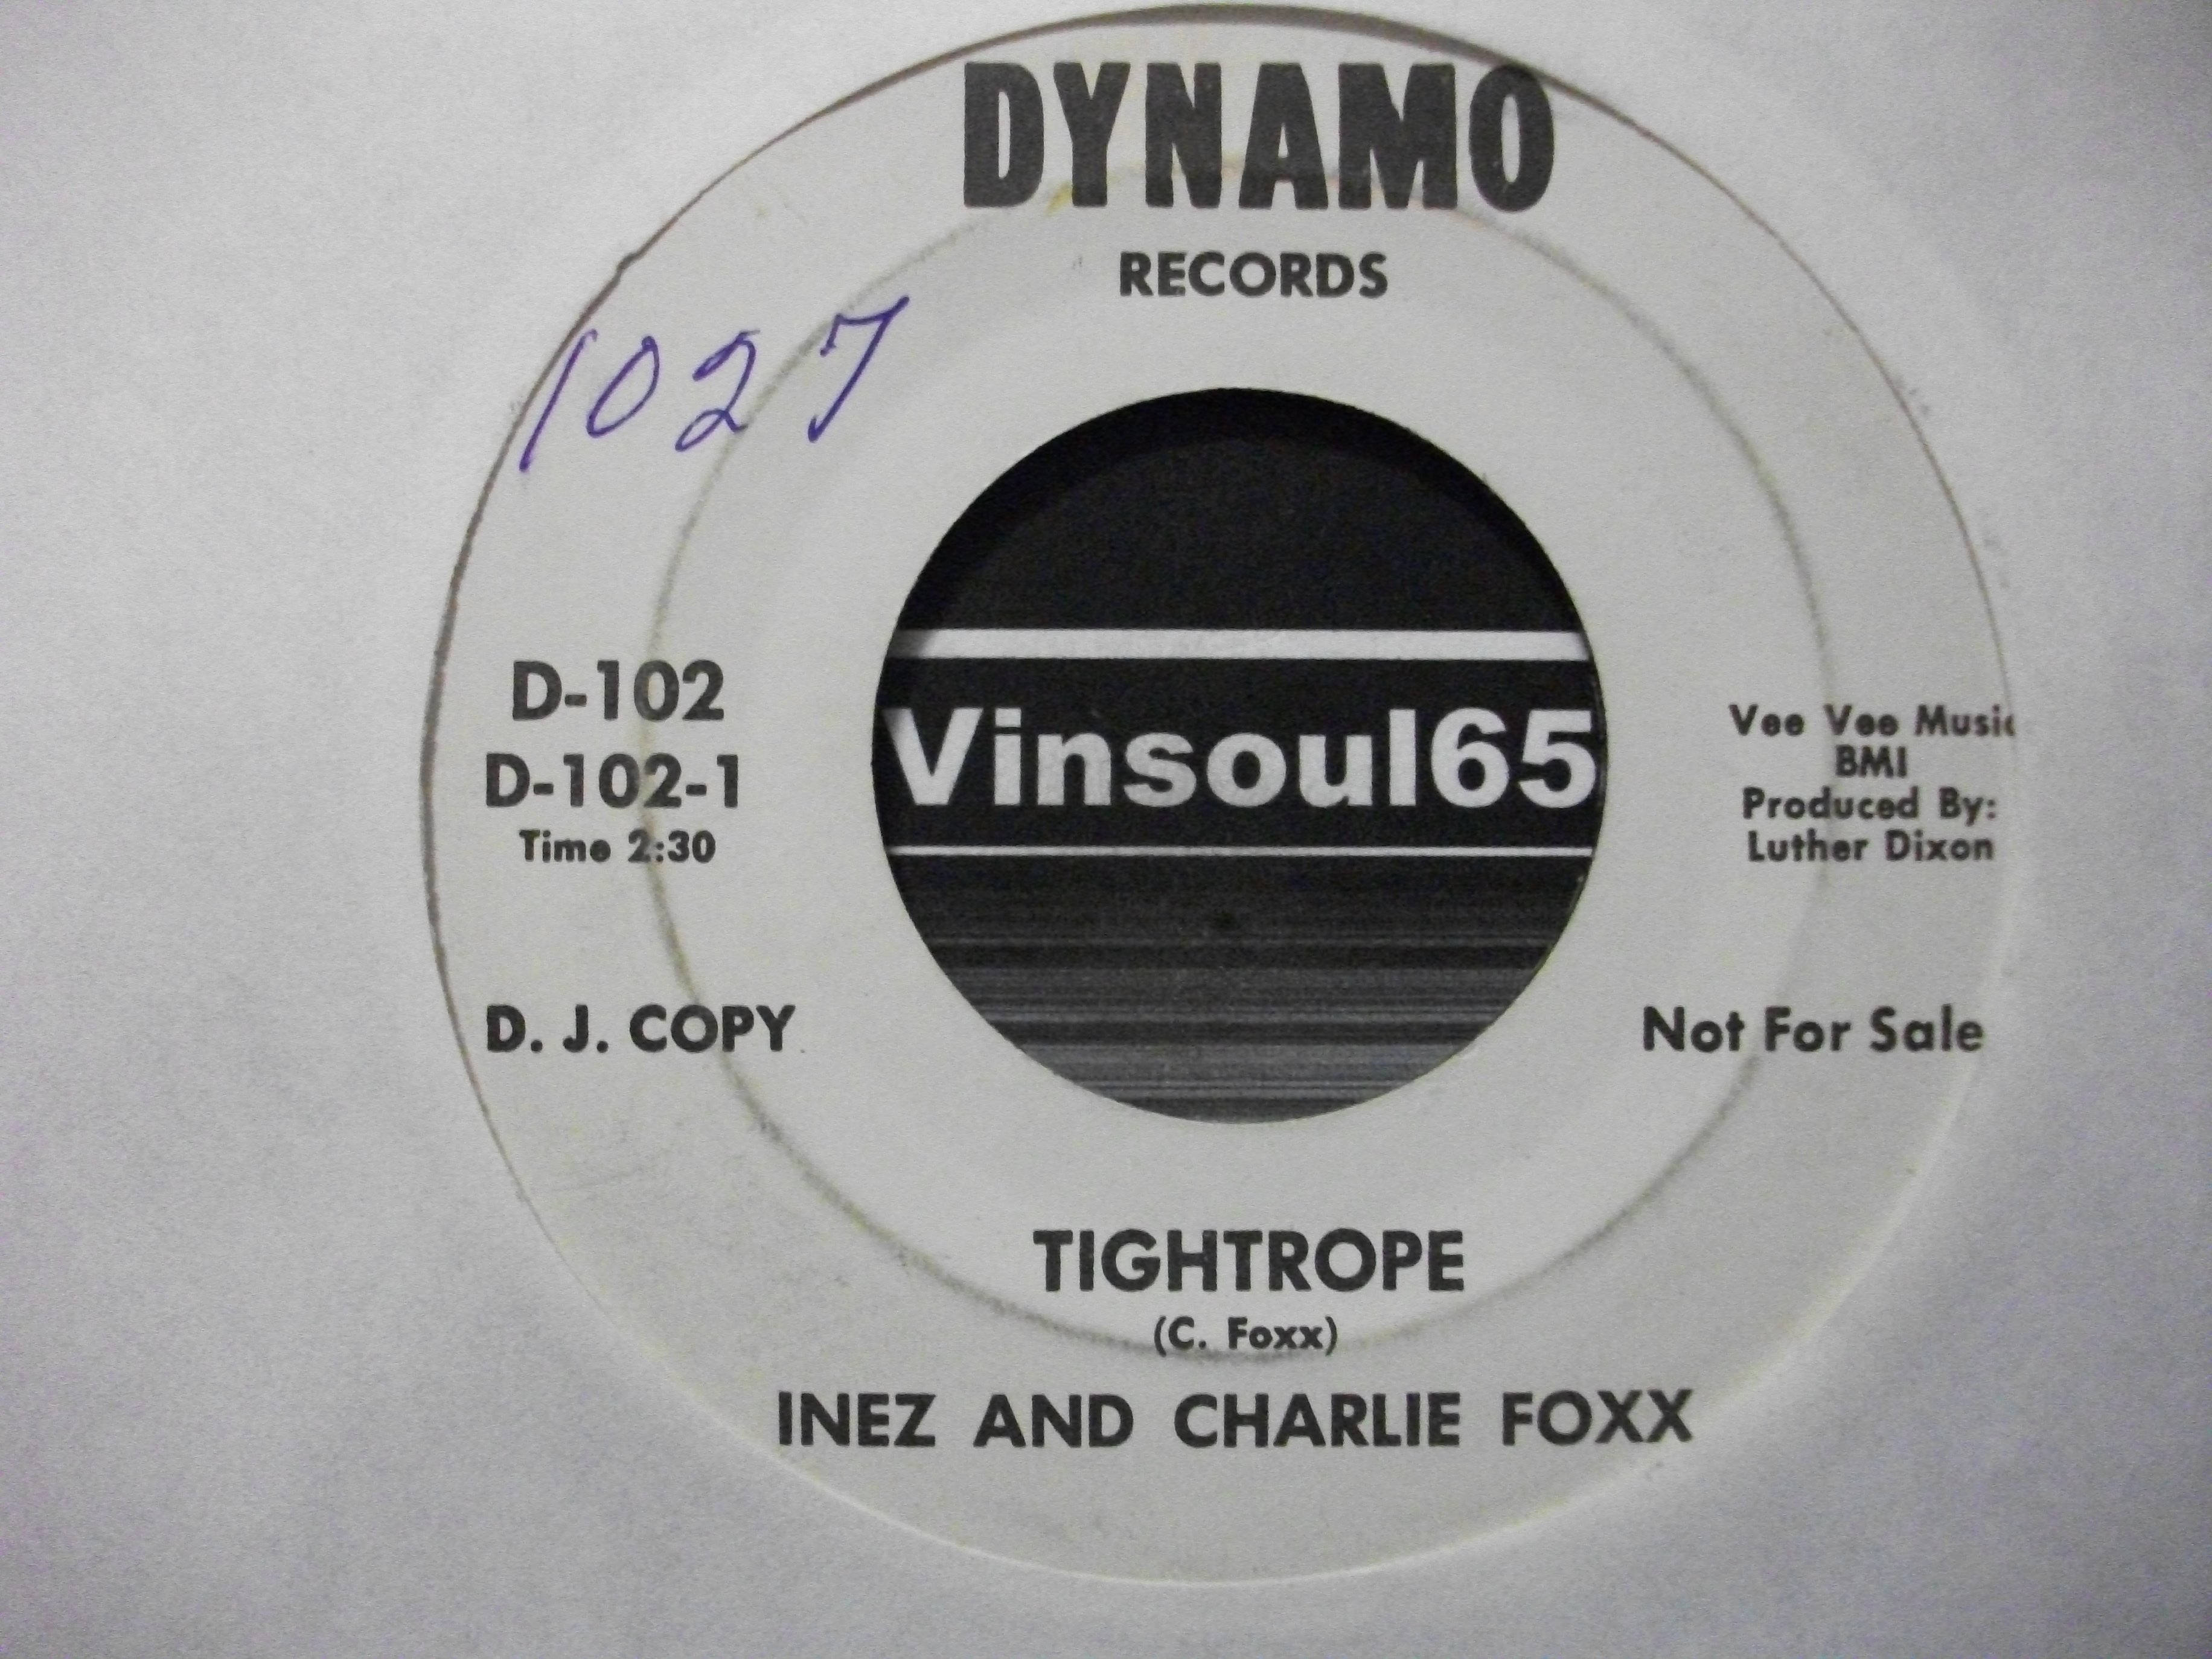 DYNAMO
RECORDS
1027
D-102
D-102-1
Time 2:30
Vinsoul65
Vee Vee Music
BMI
Produced By:
Luther Dixon
D. J. COPY
Not For Sale
TIGHTROPE
(C. Foxx)
INEZ AND CHARLIE FOXX